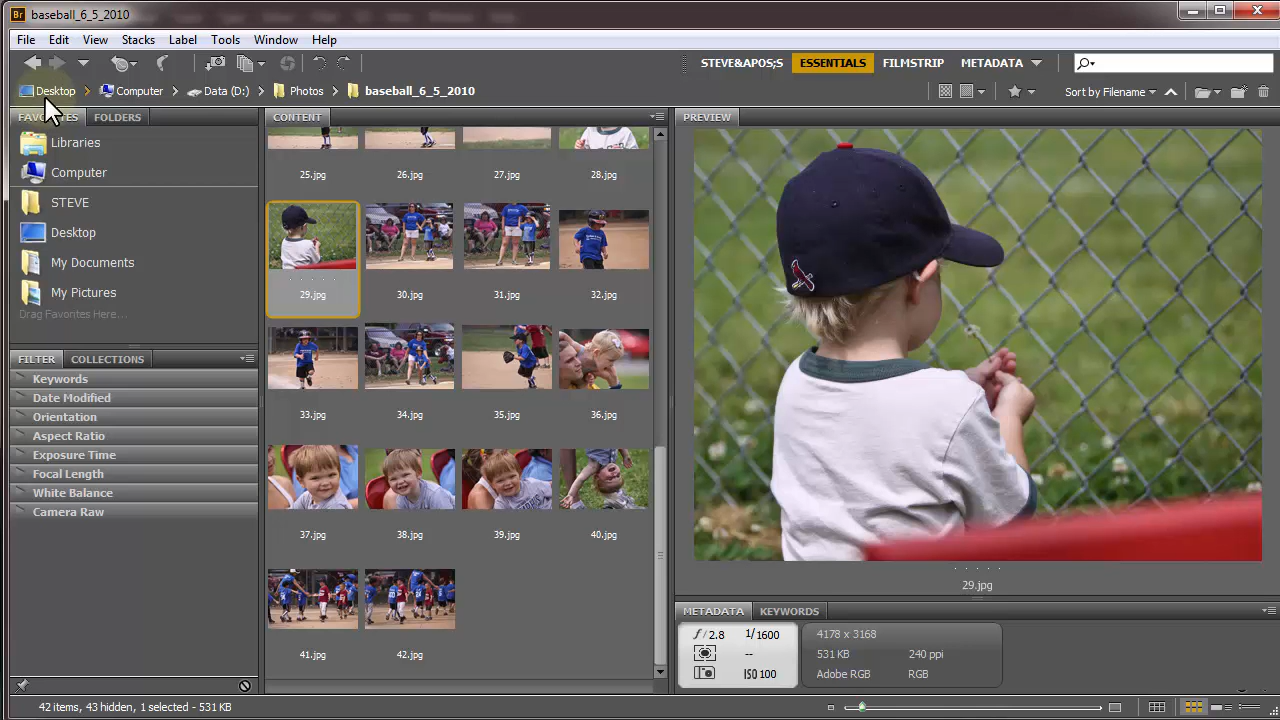 Br baseball_6_5_2010
File Edit View Stacks Label Tools Window Help
STEVE&APOS;S ESSENTIALS FILMSTRIP METADATA
Desktop Computer Data (D:) Photos baseball_6_5_2010 Sort by Filename
FAVORITES FOLDERS
CONTENT
PREVIEW
Libraries
Computer
STEVE
Desktop
My Documents
My Pictures
Drag Favorites Here...
FILTER COLLECTIONS
Keywords
Date Modified
Orientation
Aspect Ratio
Exposure Time
Focal Length
White Balance
Camera Raw
25.jpg 26.jpg 27.jpg 28.jpg
29.jpg 30.jpg 31.jpg 32.jpg
33.jpg 34.jpg 35.jpg 36.jpg
37.jpg 38.jpg 39.jpg 40.jpg
41.jpg 42.jpg
29.jpg
METADATA KEYWORDS
f/2.8 1/1600
--
ISO100
4178 x 3168
531 KB 240 ppi
Adobe RGB RGB
42 items, 43 hidden, 1 selected - 531 KB